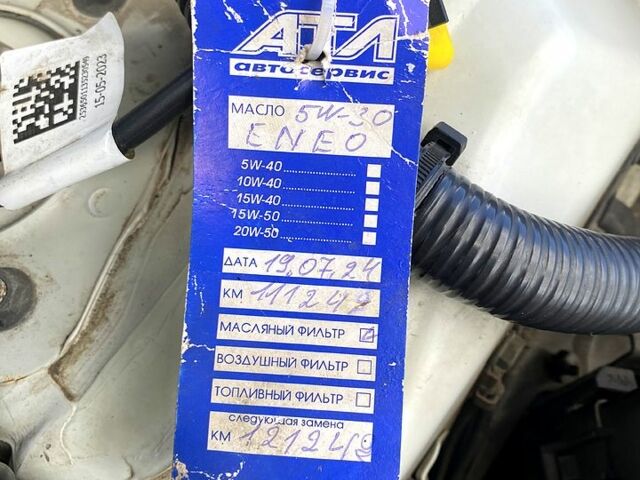 АТЛ
автосервис
МАСЛО 5W-30
ENEO
5W-40
10W-40
15W-40
15W-50
20W-50
ДАТА 19.07.24
КМ 111249
МАСЛЯНЫЙ ФИЛЬТР
ВОЗДУШНЫЙ ФИЛЬТР
ТОПЛИВНЫЙ ФИЛЬТР
следующая замена
КМ 121249
15-05-2023